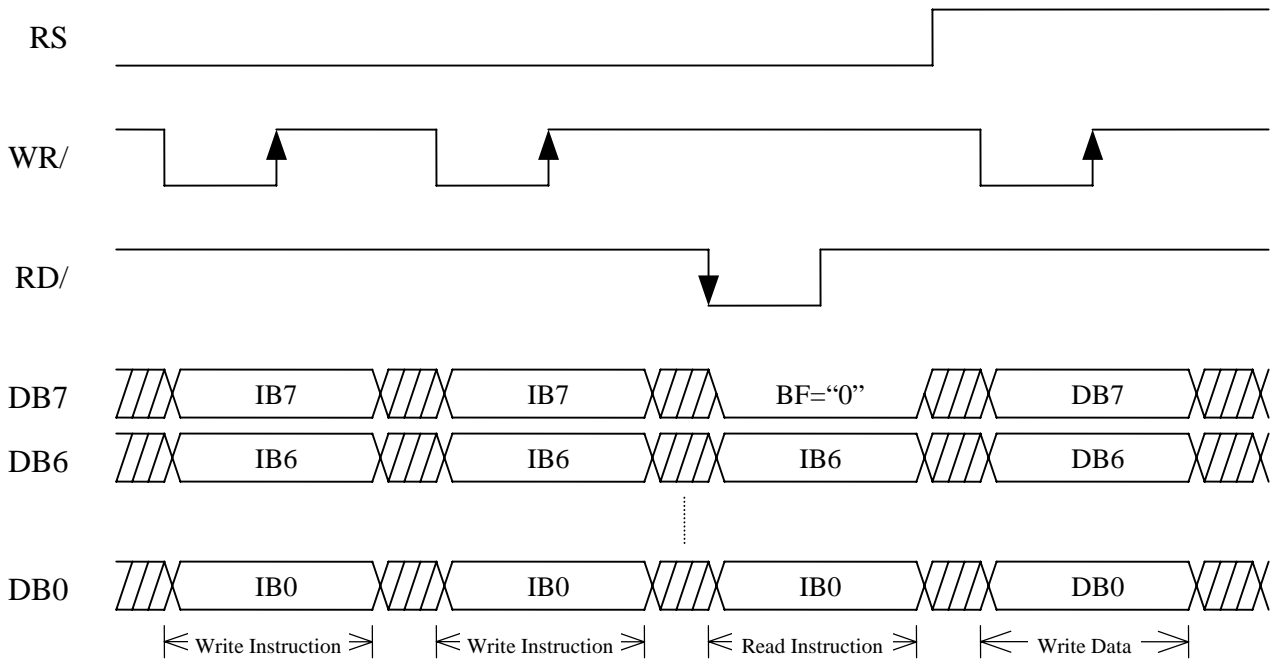 RS
WR/
RD/
DB7 IB7 IB7 BF=“0” DB7
DB6 IB6 IB6 IB6 DB6
DB0 IB0 IB0 IB0 DB0
Write Instruction Write Instruction Read Instruction Write Data